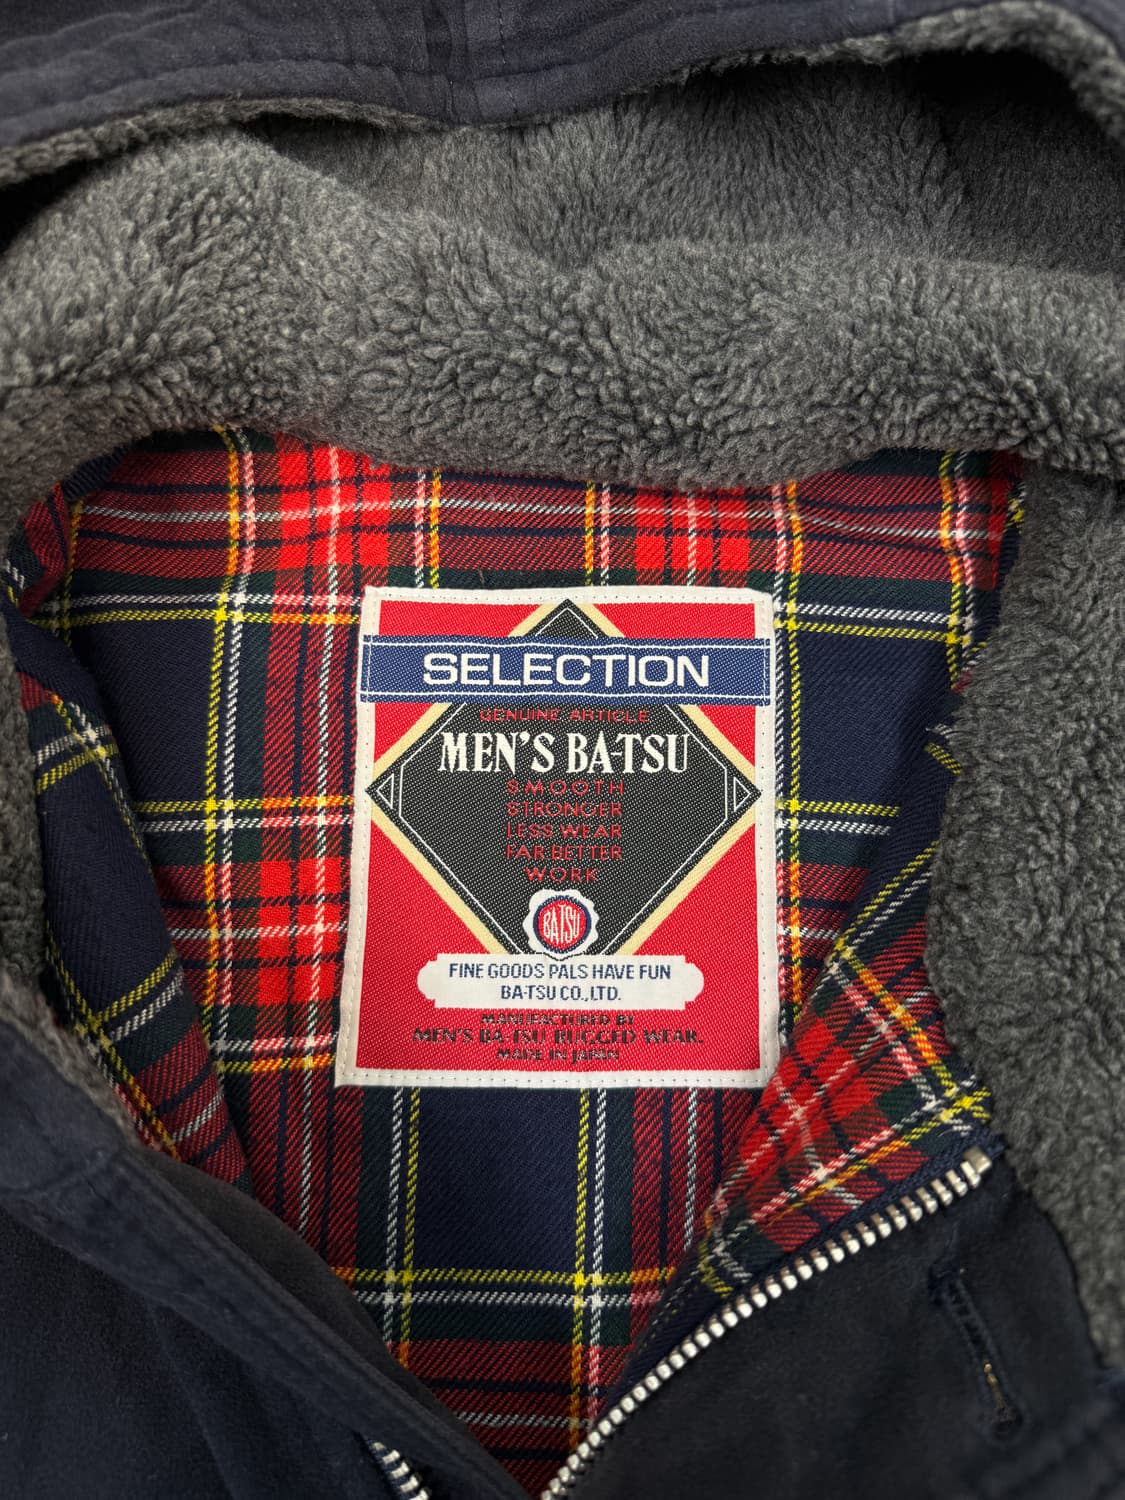 SELECTION
GENUINE ARTICLE
MEN'S BA-TSU
SMOOTH
STRONGER
LESS WEAR
FAR BETTER
WORK
BATSU
FINE GOODS PALS HAVE FUN
BA-TSU CO., LTD.
MANUFACTURED BY
MEN'S BA-TSU RUGGED WEAR.
MADE IN JAPAN